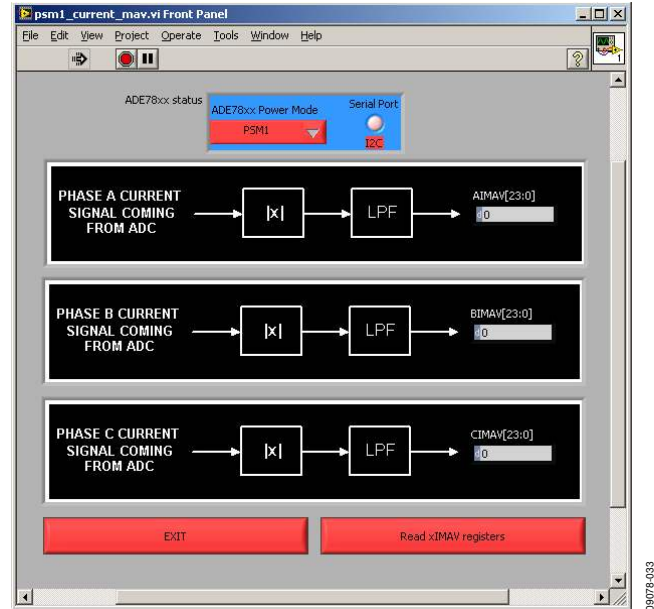 psm1_current_mav.vi Front Panel
File Edit View Project Operate Tools Window Help
?
1
ADE78xx status
ADE78xx Power Mode
PSM1
Serial Port
I2C
PHASE A CURRENT
SIGNAL COMING
FROM ADC
|x|
LPF
AIMAV[23:0]
d 0
PHASE B CURRENT
SIGNAL COMING
FROM ADC
|x|
LPF
BIMAV[23:0]
d 0
PHASE C CURRENT
SIGNAL COMING
FROM ADC
|x|
LPF
CIMAV[23:0]
d 0
EXIT
Read xIMAV registers
09078-033